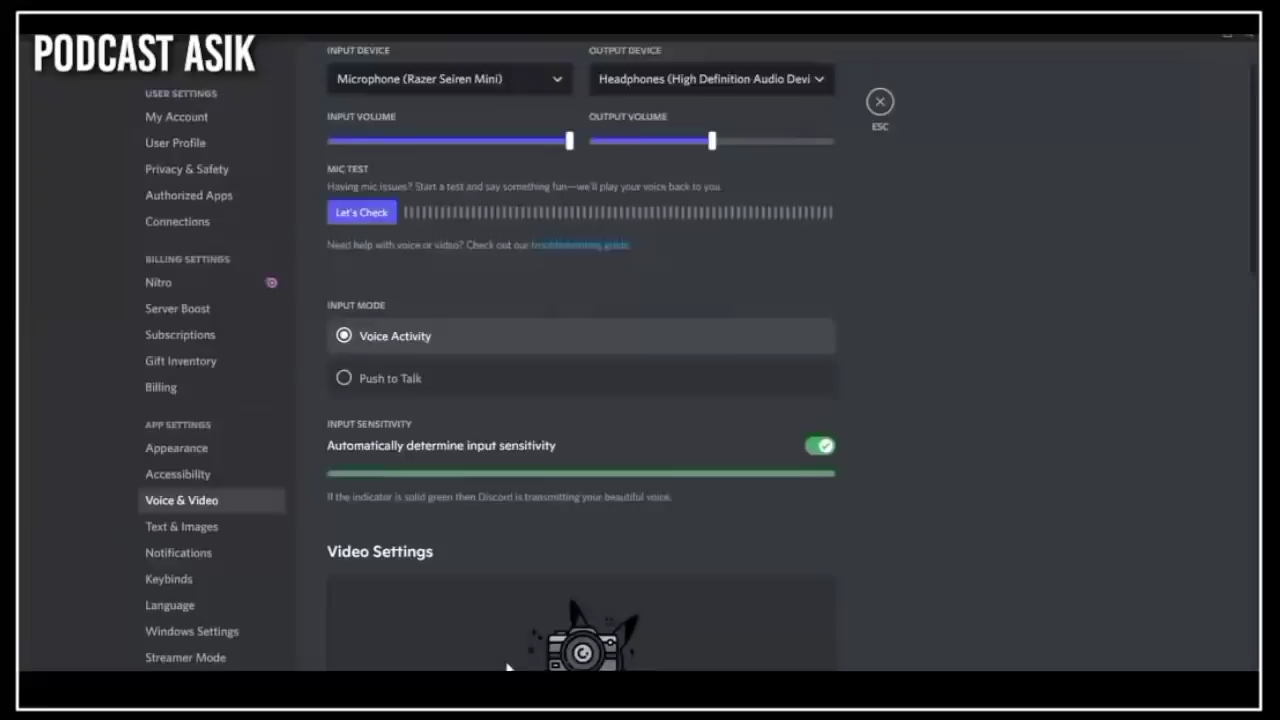 PODCAST ASIK
USER SETTINGS
My Account
User Profile
Privacy & Safety
Authorized Apps
Connections
BILLING SETTINGS
Nitro
Server Boost
Subscriptions
Gift Inventory
Billing
APP SETTINGS
Appearance
Accessibility
Voice & Video
Text & Images
Notifications
Keybinds
Language
Windows Settings
Streamer Mode
INPUT DEVICE
Microphone (Razer Seiren Mini)
OUTPUT DEVICE
Headphones (High Definition Audio Devi
INPUT VOLUME
OUTPUT VOLUME
MIC TEST
Having mic issues? Start a test and say something fun—we'll play your voice back to you.
Let's Check
Need help with voice or video? Check out our troubleshooting guide.
INPUT MODE
Voice Activity
Push to Talk
INPUT SENSITIVITY
Automatically determine input sensitivity
If the indicator is solid green then Discord is transmitting your beautiful voice.
Video Settings
ESC